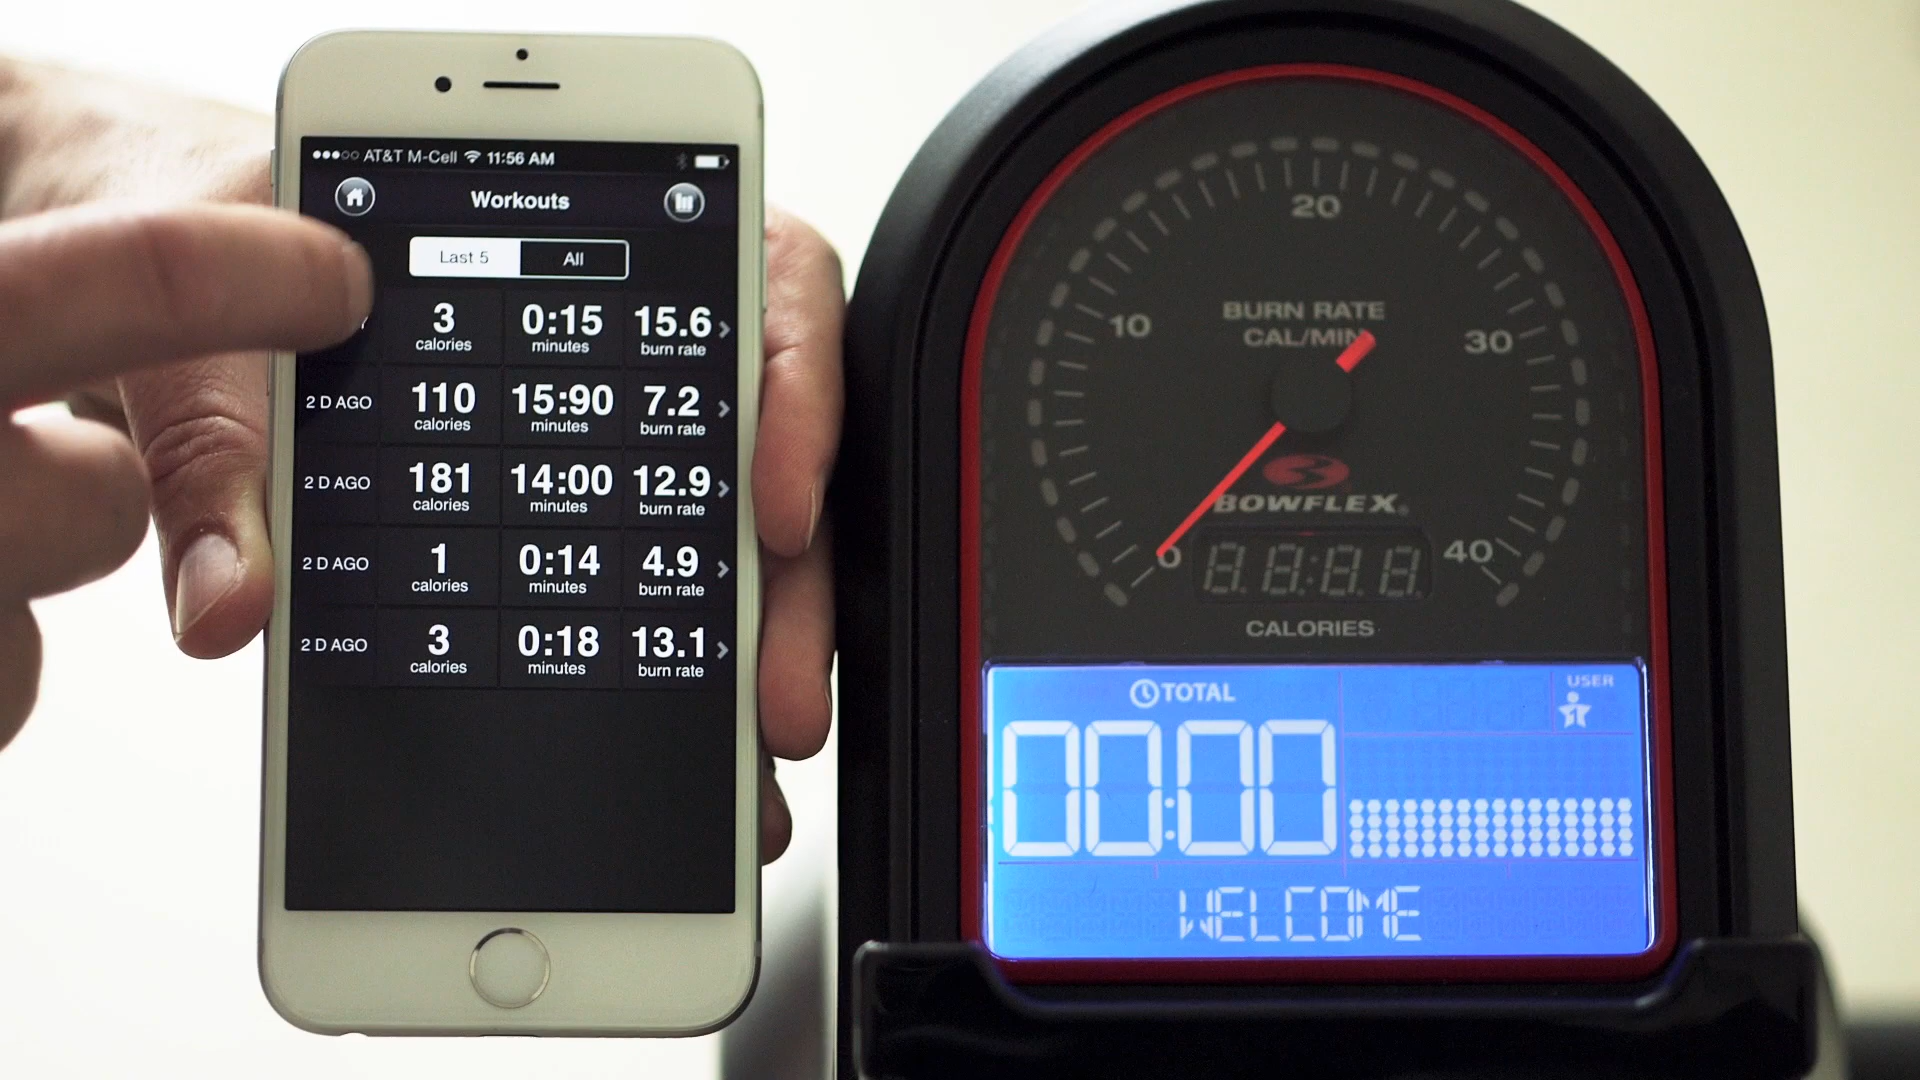 AT&T M-Cell 11:56 AM
Workouts
Last 5 All
3 0:15 15.6
calories minutes burn rate
2 D AGO 110 15:90 7.2
calories minutes burn rate
2 D AGO 181 14:00 12.9
calories minutes burn rate
2 D AGO 1 0:14 4.9
calories minutes burn rate
2 D AGO 3 0:18 13.1
calories minutes burn rate
20
BURN RATE
10 CAL/MIN 30
BOWFLEX®
0 88:88 40
CALORIES
TOTAL USER
1
00:00
WELCOME